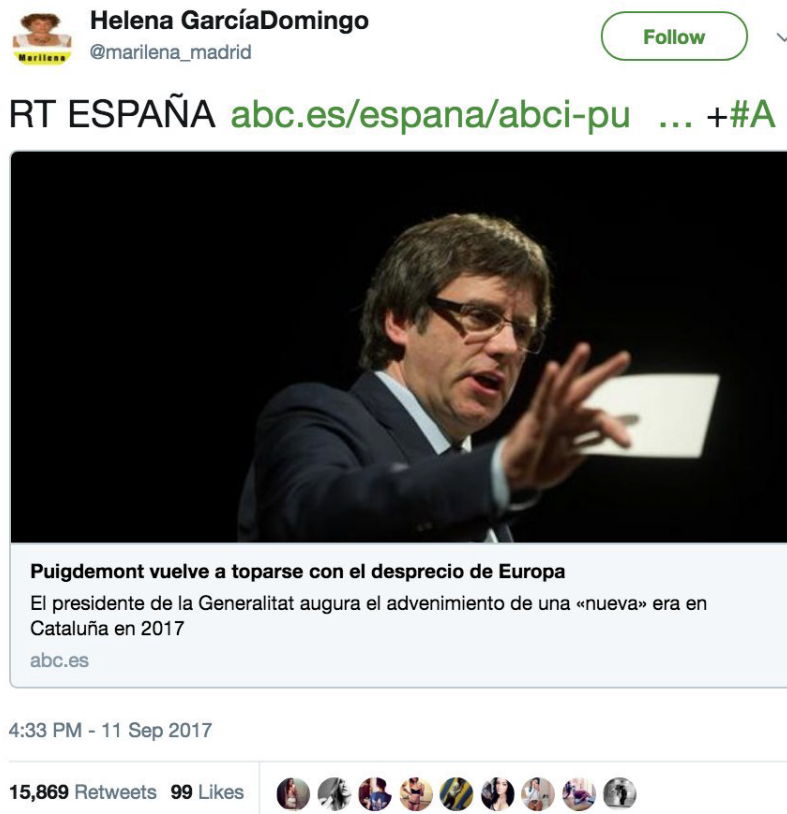 Helena GarcíaDomingo
@marilena_madrid
Follow
RT ESPAÑA abc.es/espana/abci-pu … +#A
Puigdemont vuelve a toparse con el desprecio de Europa
El presidente de la Generalitat augura el advenimiento de una «nueva» era en
Cataluña en 2017
abc.es
4:33 PM - 11 Sep 2017
15,869 Retweets 99 Likes
Marilena